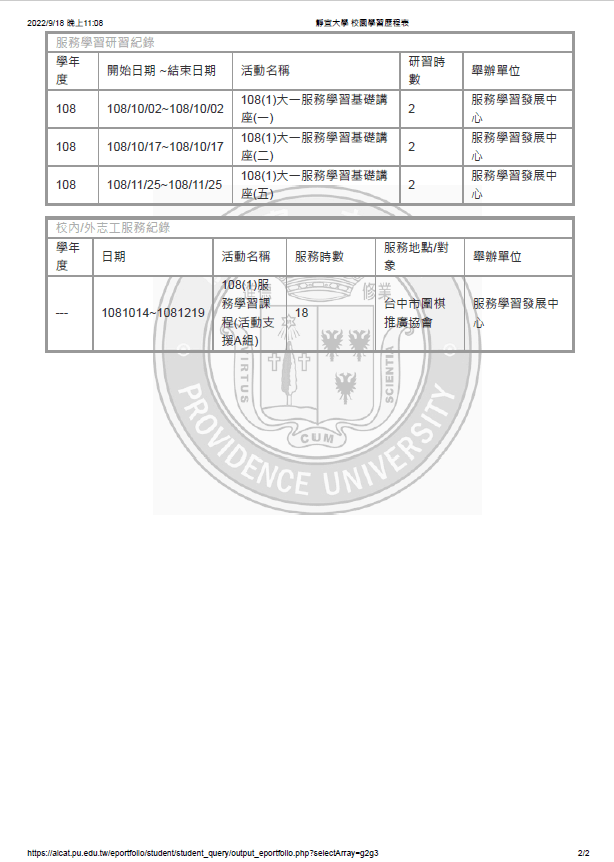 2022/9/18 晚上11:08
靜宜大學 校園學習歷程表
服務學習研習紀錄
學年
度
開始日期 ~結束日期
活動名稱
研習時
數
舉辦單位
108
108/10/02~108/10/02
108(1)大一服務學習基礎講
座(一)
2
服務學習發展中
心
108
108/10/17~108/10/17
108(1)大一服務學習基礎講
座(二)
2
服務學習發展中
心
108
108/11/25~108/11/25
108(1)大一服務學習基礎講
座(五)
2
服務學習發展中
心
校內/外志工服務紀錄
學年
度
日期
活動名稱
服務時數
服務地點/對
象
舉辦單位
---
1081014~1081219
108(1)服
務學習課
程(活動支
援A組)
18
台中市圍棋
推廣協會
服務學習發展中
心
修業
VIRTUS
SCIENTIA
CUM
PROVIDENCE UNIVERSITY
https://alcat.pu.edu.tw/eportfolio/student/student_query/output_eportfolio.php?selectArray=g2g3
2/2